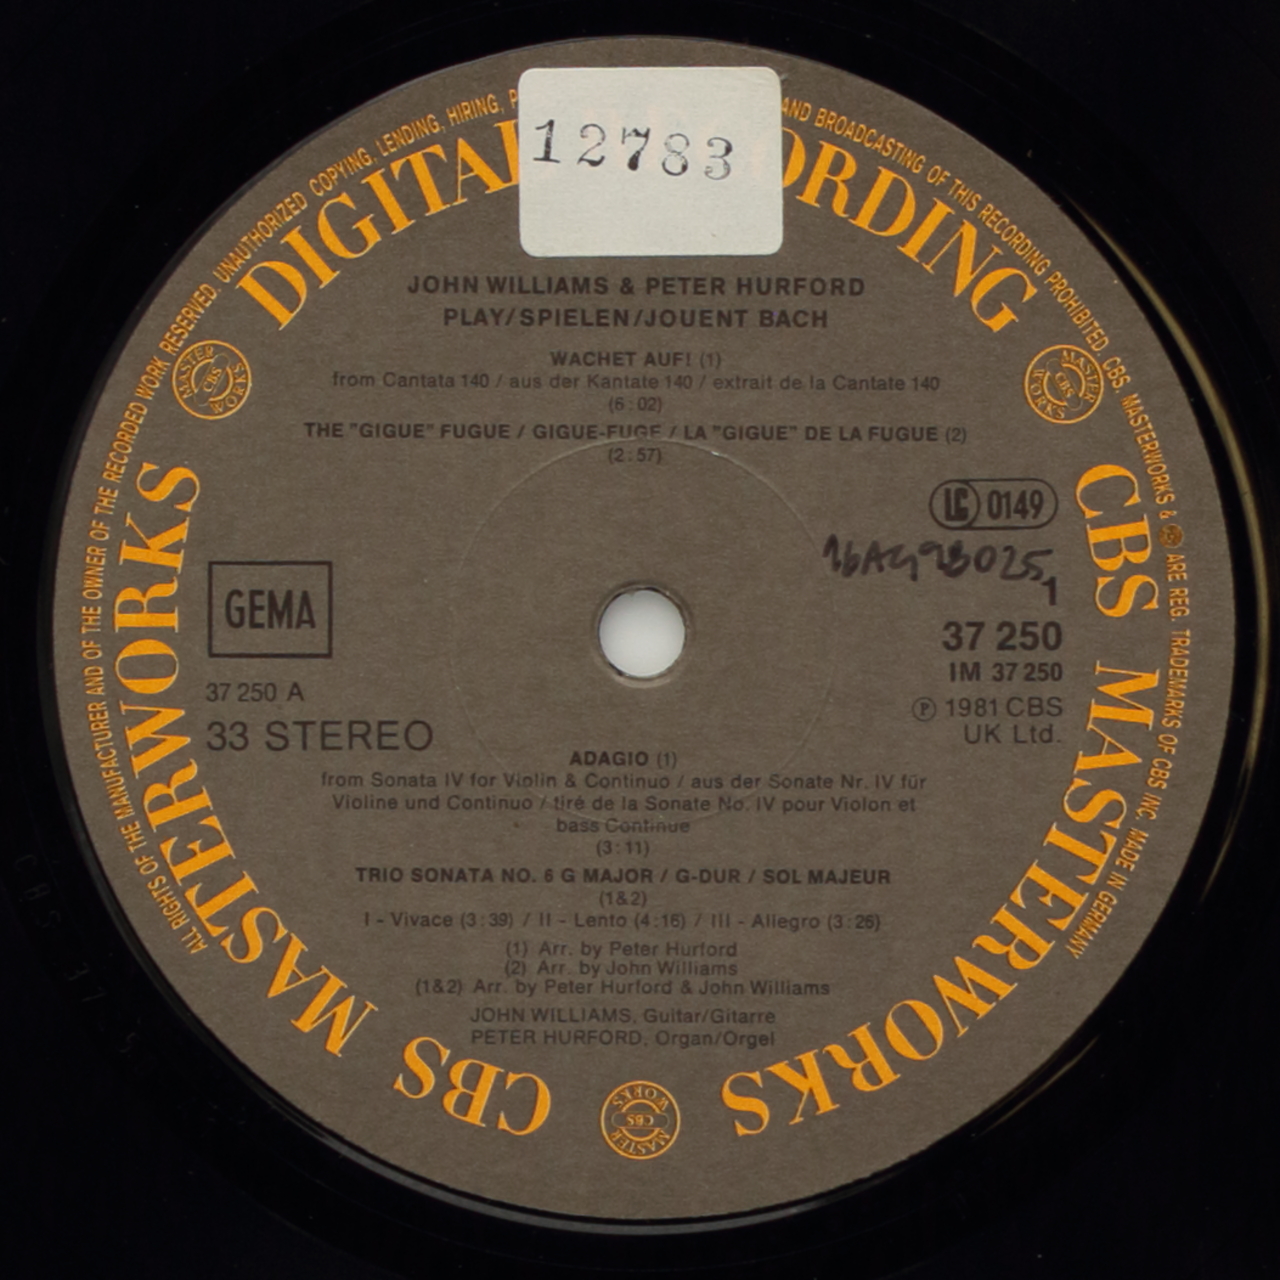 12783
DIGITAL
ORDING
ALL RIGHTS OF THE MANUFACTURER AND OF THE OWNER OF THE RECORDED WORK RESERVED. UNAUTHORIZED COPYING, LENDING, HIRING,
AND BROADCASTING OF THIS RECORDING PROHIBITED. CBS. MASTERWORKS & CBS ARE REG. TRADEMARKS OF CBS INC. MADE IN GERMANY
JOHN WILLIAMS & PETER HURFORD
PLAY/SPIELEN/JOUENT BACH
WACHET AUF! (1)
from Cantata 140 / aus der Kantate 140 / extrait de la Cantate 140
(6:02)
THE "GIGUE" FUGUE / GIGUE-FUGE / LA "GIGUE" DE LA FUGUE (2)
(2:57)
MASTER WORKS CBS
MASTER WORKS CBS
LC 0149
GEMA
1
37 250
IM 37 250
37 250 A
℗ 1981 CBS
UK Ltd.
33 STEREO
ADAGIO (1)
from Sonata IV for Violin & Continuo / aus der Sonate Nr. IV für
Violine und Continuo / tiré de la Sonate No. IV pour Violon et
bass Continue
(3:11)
TRIO SONATA NO. 6 G MAJOR / G-DUR / SOL MAJEUR
(1&2)
I - Vivace (3:39) / II - Lento (4:16) / III - Allegro (3:26)
(1) Arr. by Peter Hurford
(2) Arr. by John Williams
(1&2) Arr. by Peter Hurford & John Williams
JOHN WILLIAMS, Guitar/Gitarre
PETER HURFORD, Organ/Orgel
CBS MASTERWORKS
CBS MASTERWORKS
MASTER WORKS CBS